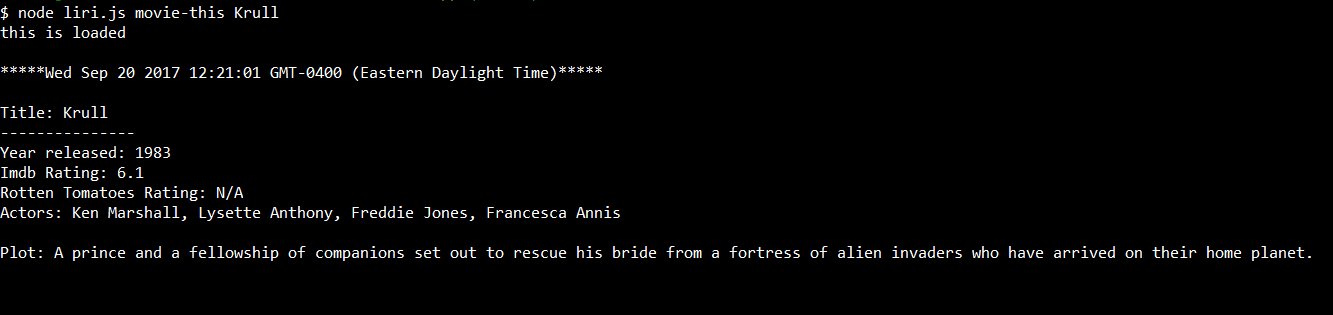 $ node liri.js movie-this Krull
this is loaded
*****Wed Sep 20 2017 12:21:01 GMT-0400 (Eastern Daylight Time)*****
Title: Krull
---------------
Year released: 1983
Imdb Rating: 6.1
Rotten Tomatoes Rating: N/A
Actors: Ken Marshall, Lysette Anthony, Freddie Jones, Francesca Annis
Plot: A prince and a fellowship of companions set out to rescue his bride from a fortress of alien invaders who have arrived on their home planet.